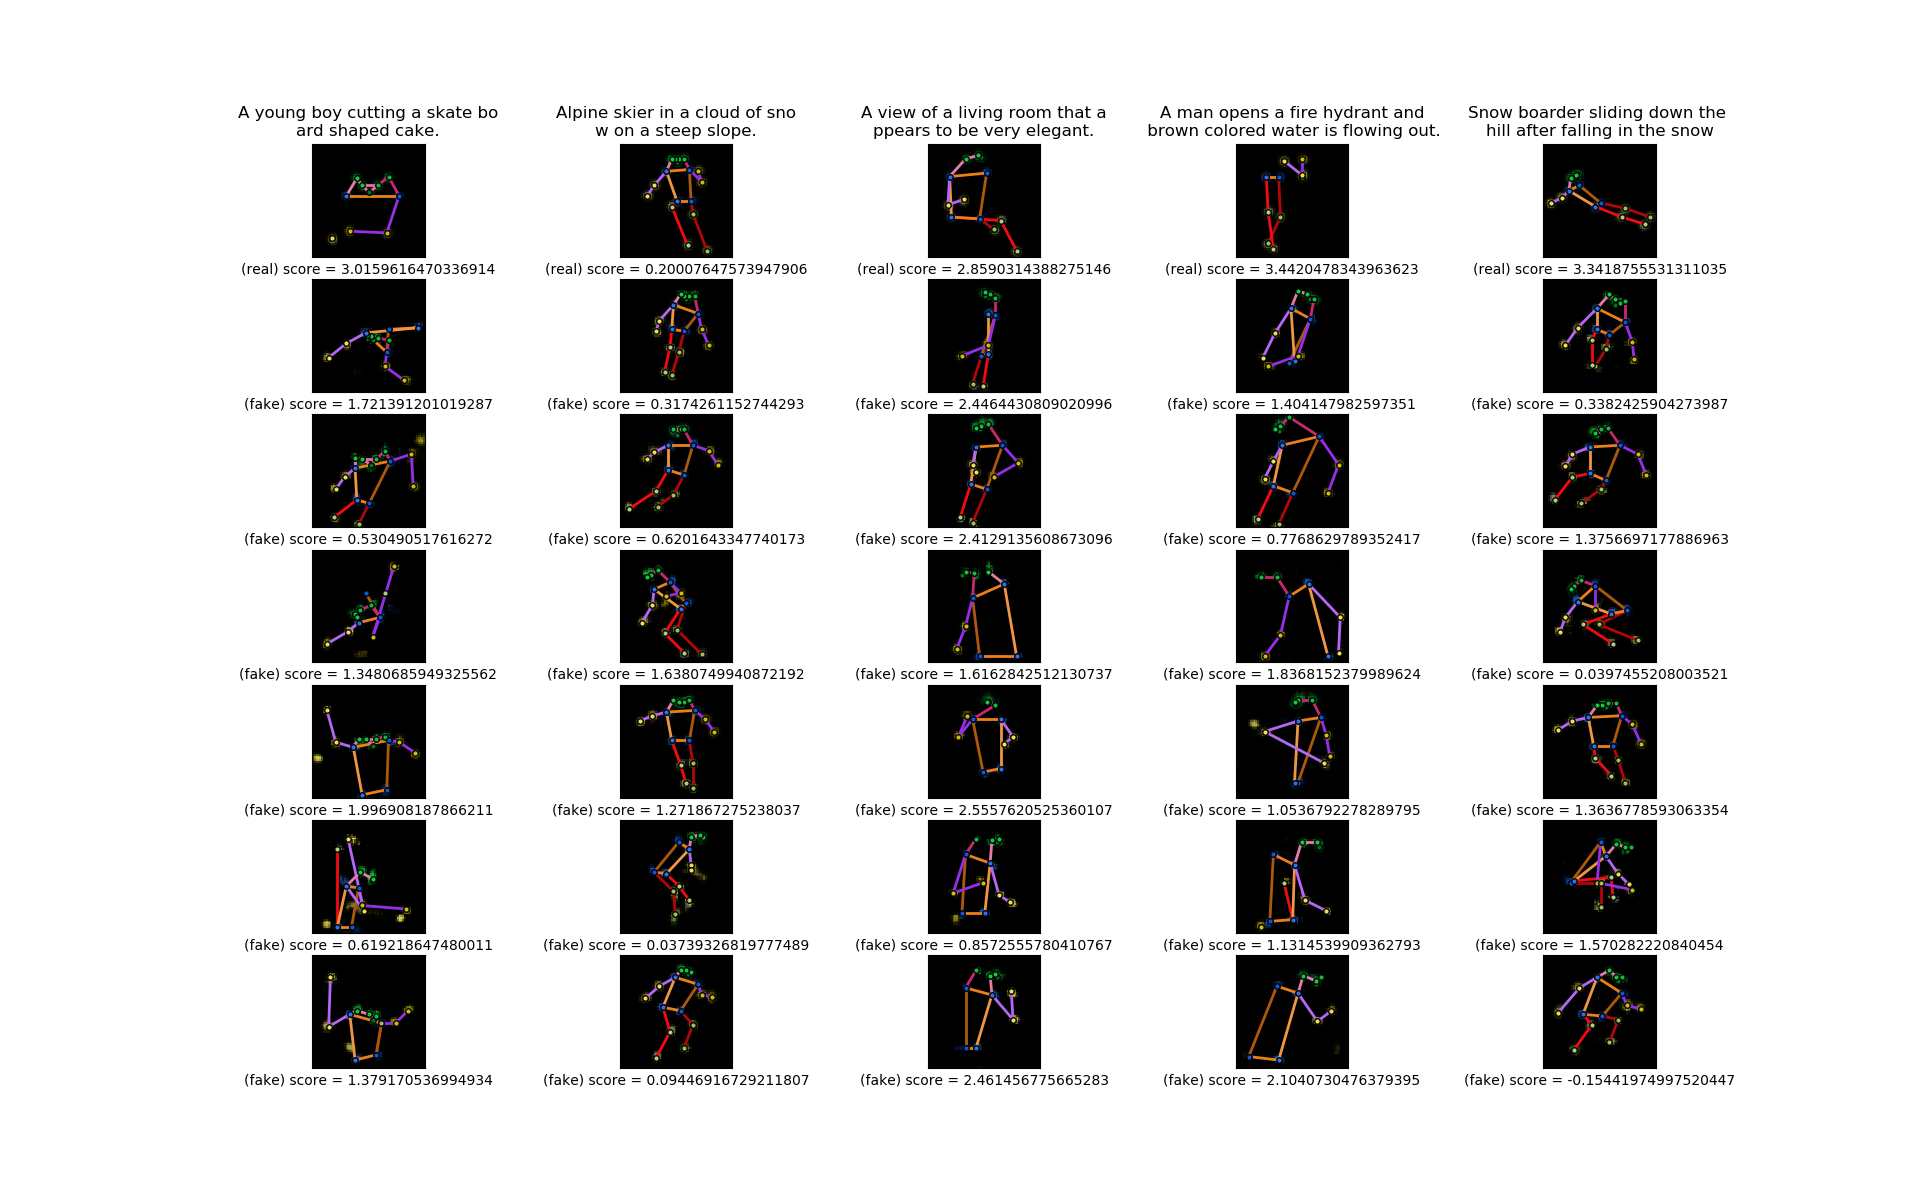 A young boy cutting a skate bo
ard shaped cake.
Alpine skier in a cloud of sno
w on a steep slope.
A view of a living room that a
ppears to be very elegant.
A man opens a fire hydrant and
brown colored water is flowing out.
Snow boarder sliding down the
hill after falling in the snow
(real) score = 3.0159616470336914
(real) score = 0.20007647573947906
(real) score = 2.8590314388275146
(real) score = 3.4420478343963623
(real) score = 3.3418755531311035
(fake) score = 1.721391201019287
(fake) score = 0.3174261152744293
(fake) score = 2.4464430809020996
(fake) score = 1.404147982597351
(fake) score = 0.3382425904273987
(fake) score = 0.530490517616272
(fake) score = 0.6201643347740173
(fake) score = 2.4129135608673096
(fake) score = 0.7768629789352417
(fake) score = 1.3756697177886963
(fake) score = 1.3480685949325562
(fake) score = 1.6380749940872192
(fake) score = 1.6162842512130737
(fake) score = 1.8368152379989624
(fake) score = 0.0397455208003521
(fake) score = 1.996908187866211
(fake) score = 1.271867275238037
(fake) score = 2.5557620525360107
(fake) score = 1.0536792278289795
(fake) score = 1.3636778593063354
(fake) score = 0.619218647480011
(fake) score = 0.03739326819777489
(fake) score = 0.8572555780410767
(fake) score = 1.1314539909362793
(fake) score = 1.570282220840454
(fake) score = 1.379170536994934
(fake) score = 0.09446916729211807
(fake) score = 2.461456775665283
(fake) score = 2.1040730476379395
(fake) score = -0.15441974997520447